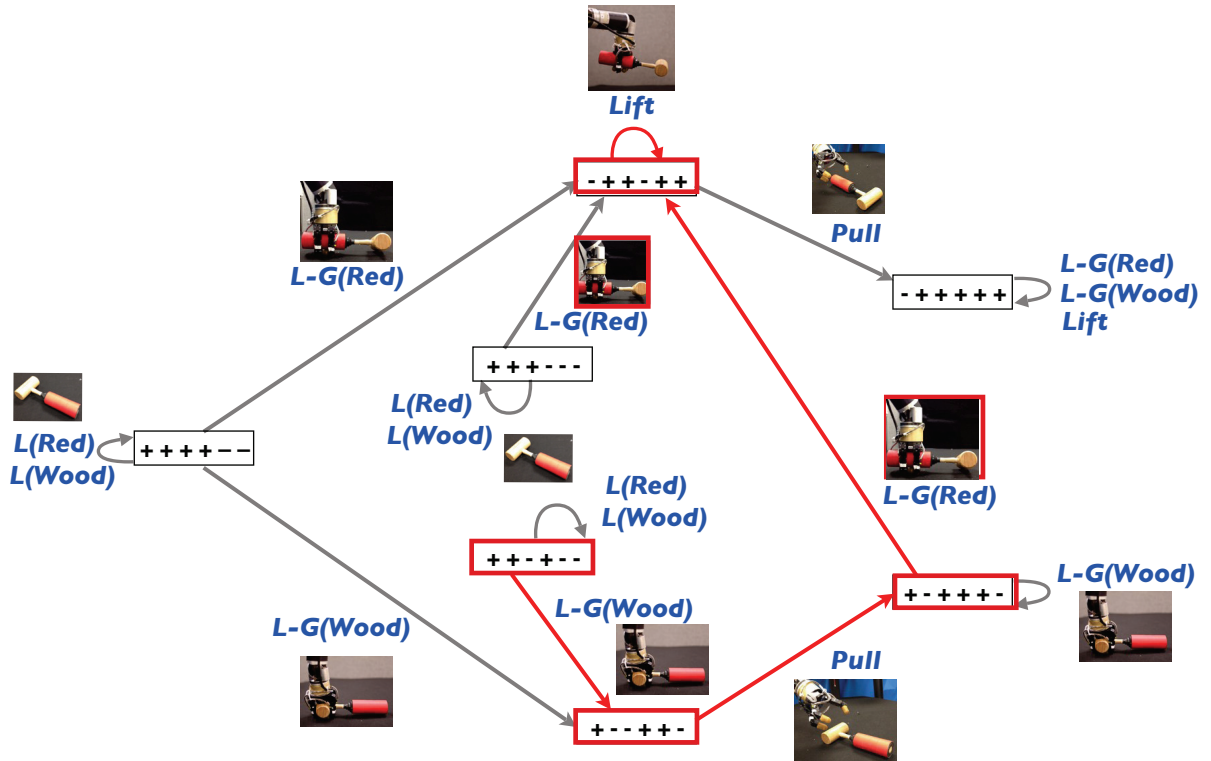 Lift
- + + - + +
Pull
L-G(Red)
L-G(Red)
L-G(Wood)
Lift
- + + + + +
L-G(Red)
+ + + - - -
L(Red)
L(Wood)
L(Red)
L(Wood)
+ + + + – –
L(Red)
L(Wood)
L-G(Red)
+ + - + - -
L-G(Wood)
+ - + + + -
L-G(Wood)
L-G(Wood)
Pull
+ - - + + -